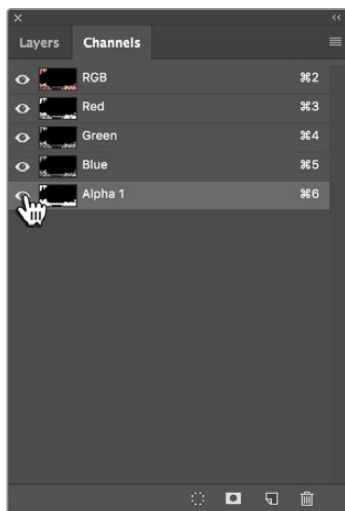 Layers Channels
RGB ⌘2
Red ⌘3
Green ⌘4
Blue ⌘5
Alpha 1 ⌘6